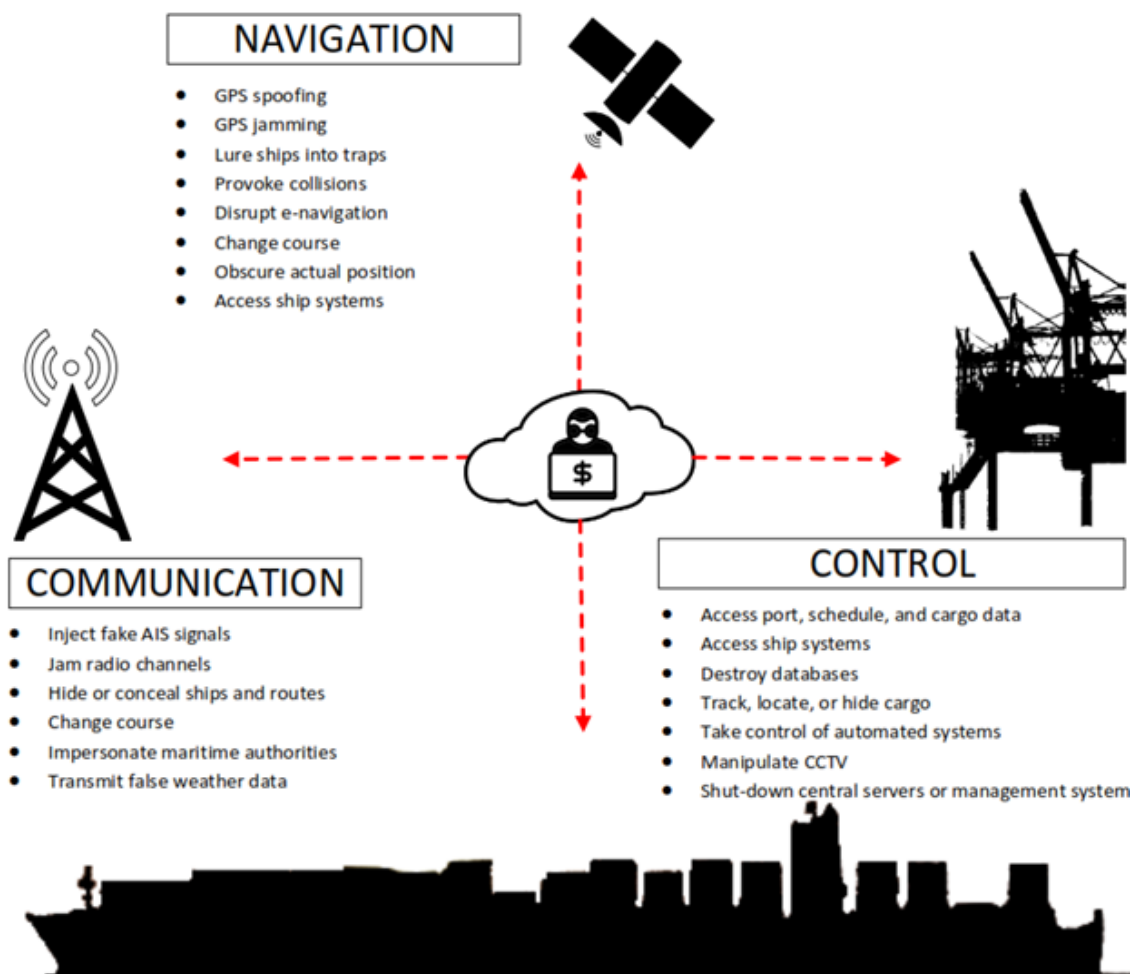 NAVIGATION
● GPS spoofing
● GPS jamming
● Lure ships into traps
● Provoke collisions
● Disrupt e-navigation
● Change course
● Obscure actual position
● Access ship systems
$
COMMUNICATION
● Inject fake AIS signals
● Jam radio channels
● Hide or conceal ships and routes
● Change course
● Impersonate maritime authorities
● Transmit false weather data
CONTROL
● Access port, schedule, and cargo data
● Access ship systems
● Destroy databases
● Track, locate, or hide cargo
● Take control of automated systems
● Manipulate CCTV
● Shut-down central servers or management system